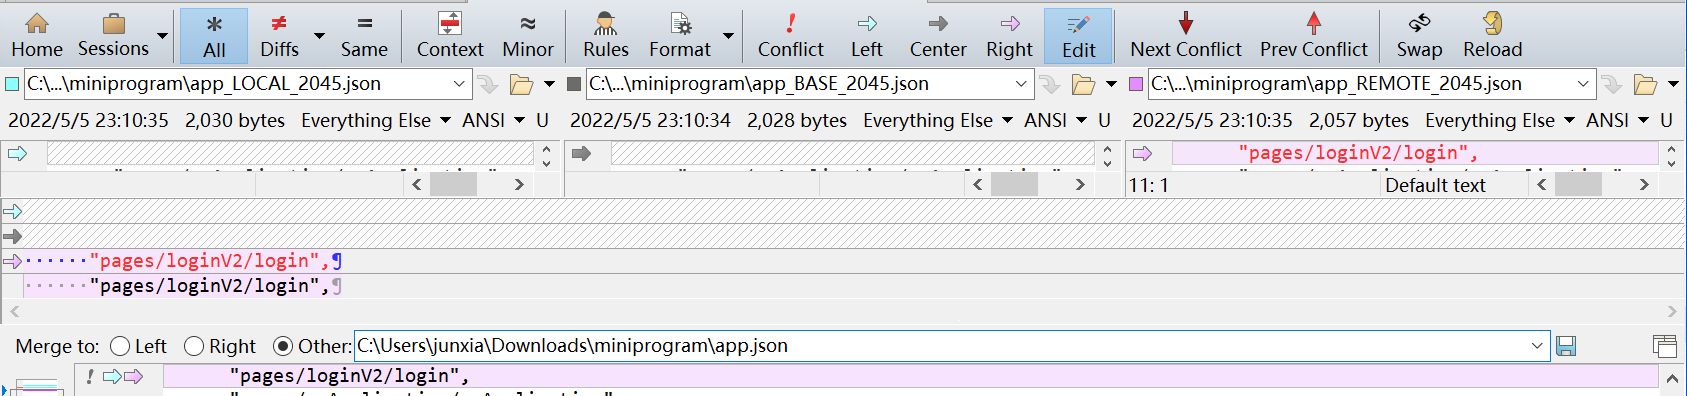 Home Sessions All Diffs Same Context Minor Rules Format Conflict Left Center Right Edit Next Conflict Prev Conflict Swap Reload
C:\...\miniprogram\app_LOCAL_2045.json C:\...\miniprogram\app_BASE_2045.json C:\...\miniprogram\app_REMOTE_2045.json
2022/5/5 23:10:35 2,030 bytes Everything Else ANSI U 2022/5/5 23:10:34 2,028 bytes Everything Else ANSI U 2022/5/5 23:10:35 2,057 bytes Everything Else ANSI U
"pages/loginV2/login",
11: 1 Default text
"pages/loginV2/login",¶
"pages/loginV2/login",¶
Merge to: Left Right Other: C:\Users\junxia\Downloads\miniprogram\app.json
"pages/loginV2/login",